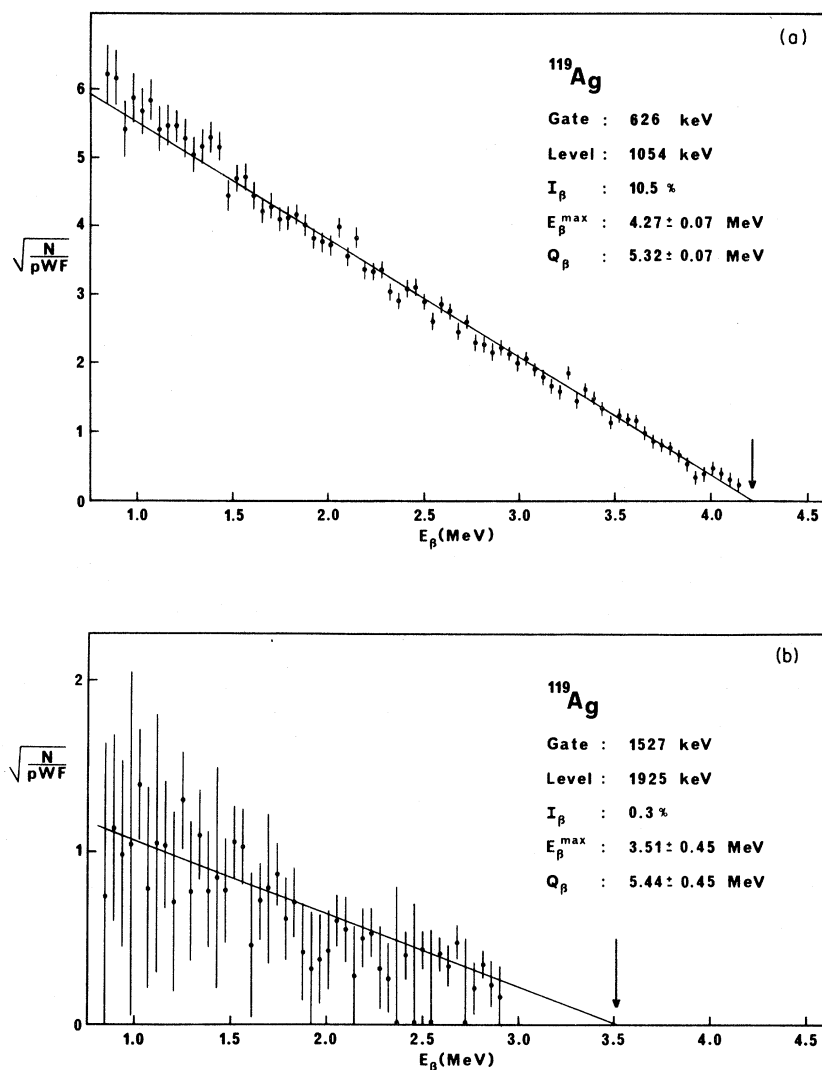 (a)
119Ag
Gate : 626 keV
Level : 1054 keV
Iβ : 10.5 %
Eβmax : 4.27 ± 0.07 MeV
Qβ : 5.32 ± 0.07 MeV
√N/pWF
6
5
4
3
2
1
0
1.0 1.5 2.0 2.5 3.0 3.5 4.0 4.5
Eβ(MeV)
(b)
119Ag
Gate : 1527 keV
Level : 1925 keV
Iβ : 0.3 %
Eβmax : 3.51 ± 0.45 MeV
Qβ : 5.44 ± 0.45 MeV
√N/pWF
2
1
0
1.0 1.5 2.0 2.5 3.0 3.5 4.0 4.5
Eβ(MeV)